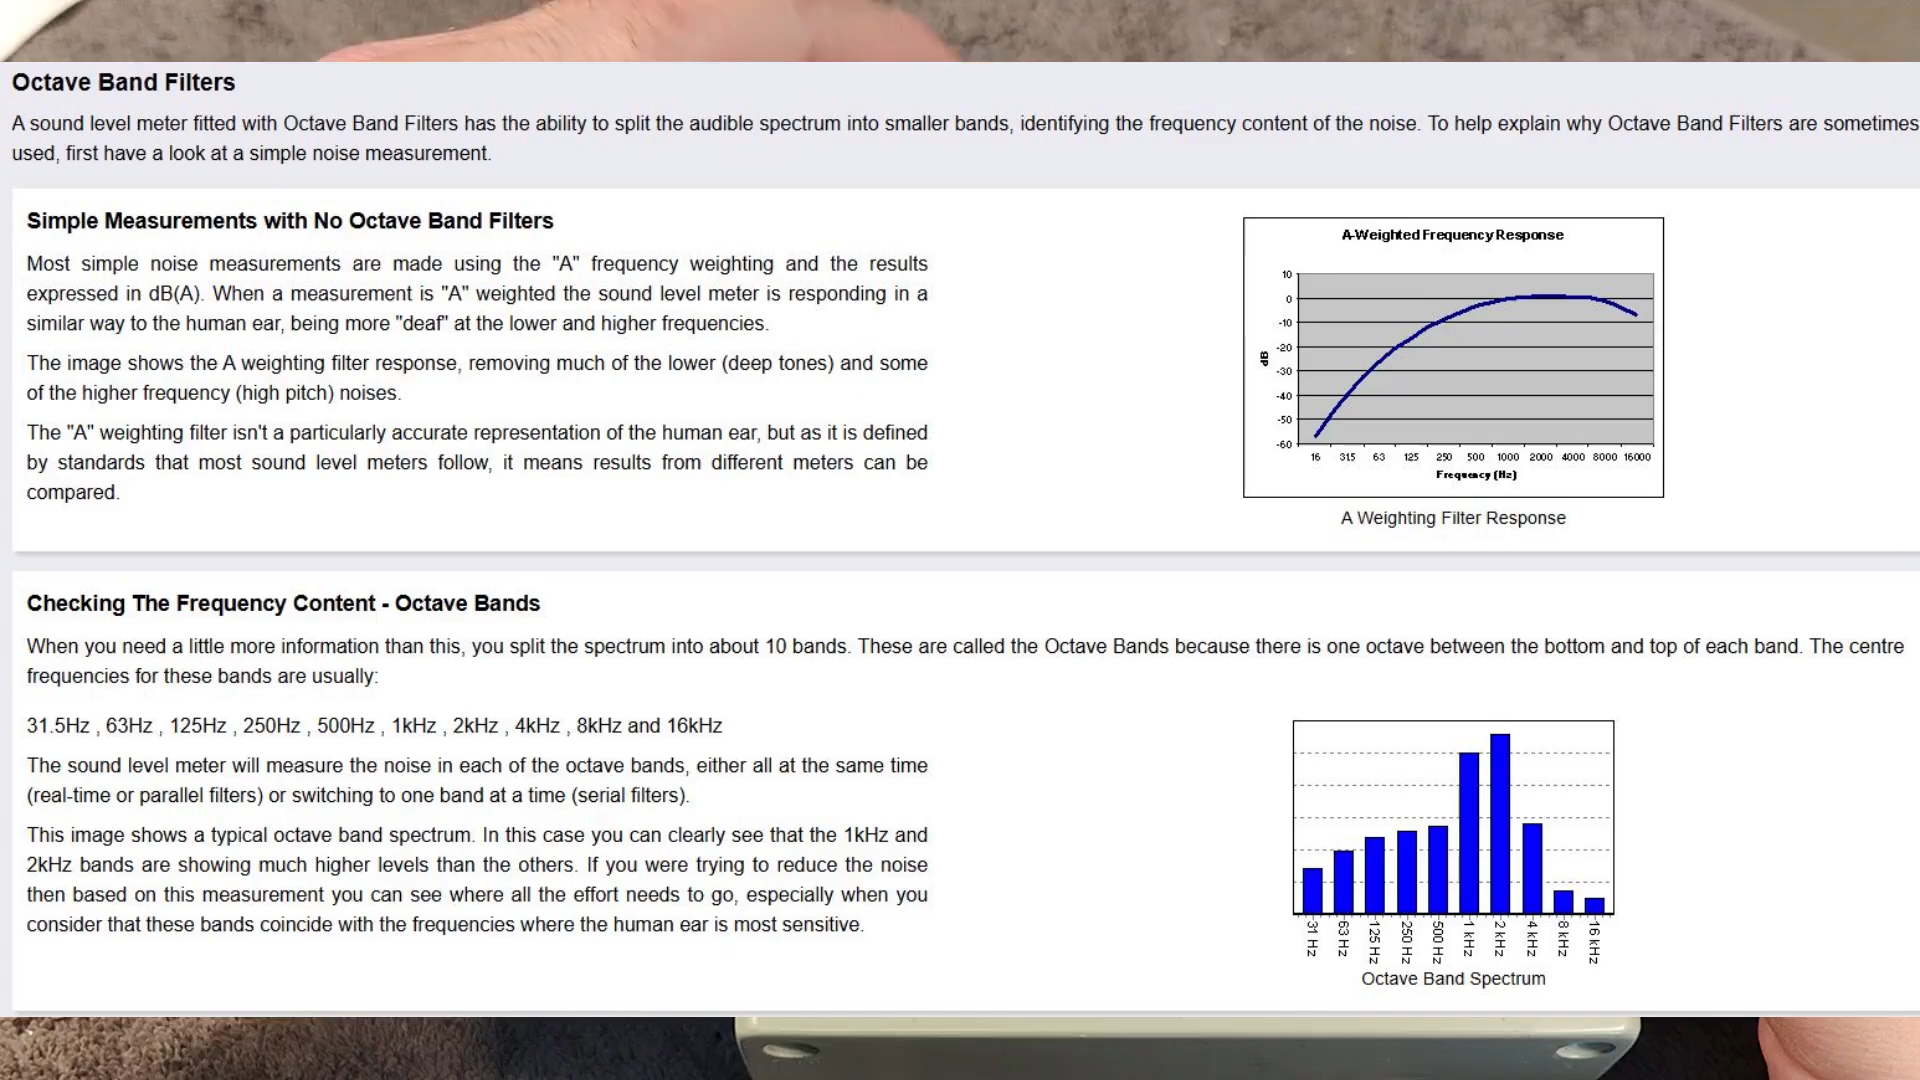 Octave Band Filters
A sound level meter fitted with Octave Band Filters has the ability to split the audible spectrum into smaller bands, identifying the frequency content of the noise. To help explain why Octave Band Filters are sometimes
used, first have a look at a simple noise measurement.
Simple Measurements with No Octave Band Filters
Most simple noise measurements are made using the "A" frequency weighting and the results
expressed in dB(A). When a measurement is "A" weighted the sound level meter is responding in a
similar way to the human ear, being more "deaf" at the lower and higher frequencies.
The image shows the A weighting filter response, removing much of the lower (deep tones) and some
of the higher frequency (high pitch) noises.
The "A" weighting filter isn't a particularly accurate representation of the human ear, but as it is defined
by standards that most sound level meters follow, it means results from different meters can be
compared.
A-Weighted Frequency Response
10
0
-10
-20
-30
-40
-50
-60
dB
16 31.5 63 125 250 500 1000 2000 4000 8000 16000
Frequency (Hz)
A Weighting Filter Response
Checking The Frequency Content - Octave Bands
When you need a little more information than this, you split the spectrum into about 10 bands. These are called the Octave Bands because there is one octave between the bottom and top of each band. The centre
frequencies for these bands are usually:
31.5Hz , 63Hz , 125Hz , 250Hz , 500Hz , 1kHz , 2kHz , 4kHz , 8kHz and 16kHz
The sound level meter will measure the noise in each of the octave bands, either all at the same time
(real-time or parallel filters) or switching to one band at a time (serial filters).
This image shows a typical octave band spectrum. In this case you can clearly see that the 1kHz and
2kHz bands are showing much higher levels than the others. If you were trying to reduce the noise
then based on this measurement you can see where all the effort needs to go, especially when you
consider that these bands coincide with the frequencies where the human ear is most sensitive.
31 Hz
63 Hz
125 Hz
250 Hz
500 Hz
1 kHz
2 kHz
4 kHz
8 kHz
16 kHz
Octave Band Spectrum